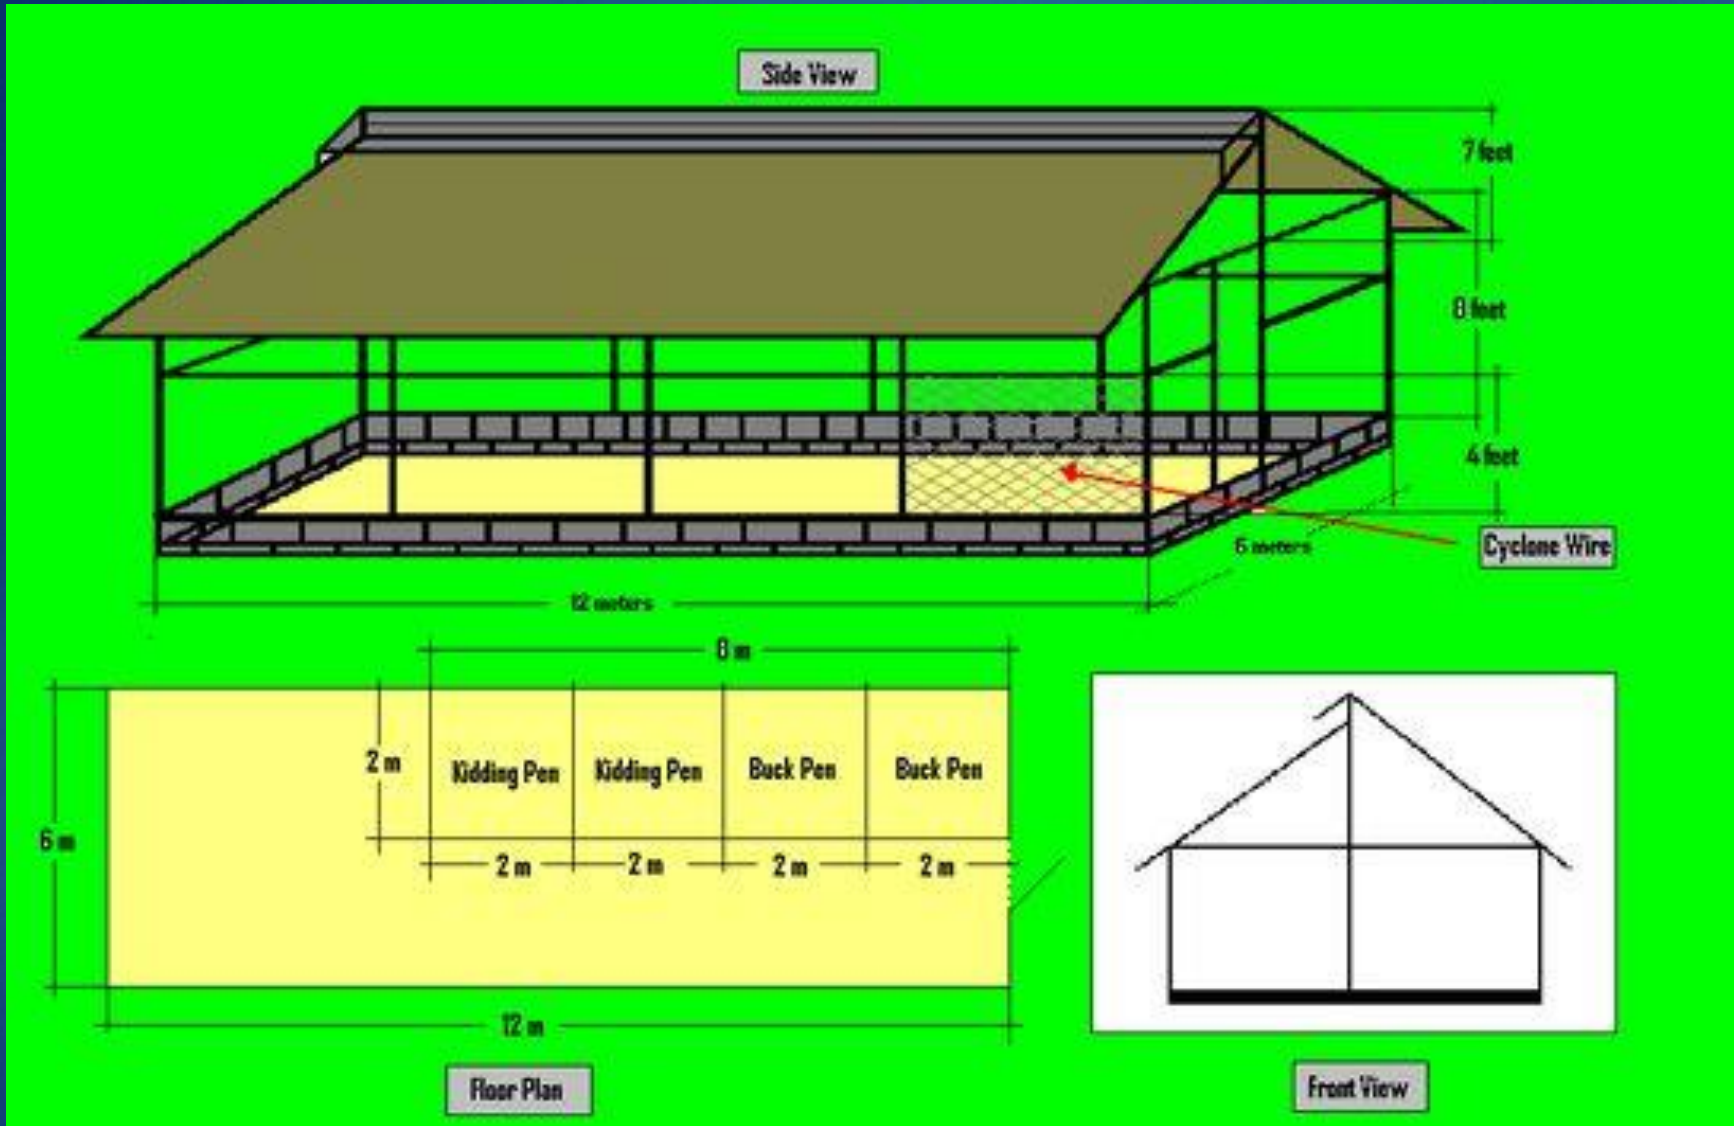 Side View
7 feet
8 feet
4 feet
Cyclone Wire
6 meters
12 meters
8 m
2 m
Kidding Pen
Kidding Pen
Buck Pen
Buck Pen
6 m
2 m
2 m
2 m
2 m
12 m
Floor Plan
Front View